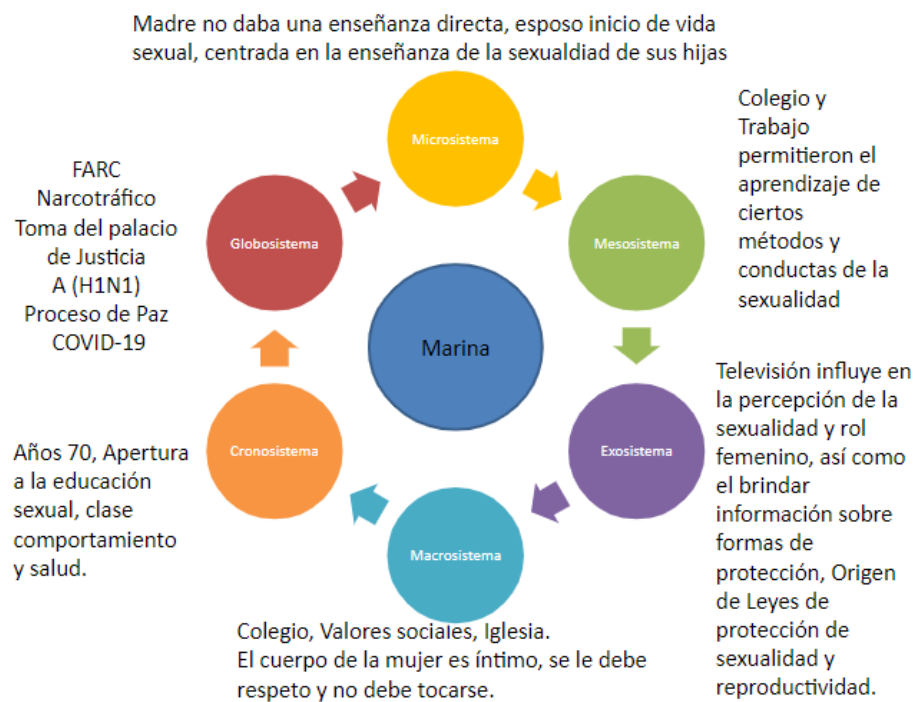 Madre no daba una enseñanza directa, esposo inicio de vida
sexual, centrada en la enseñanza de la sexualdiad de sus hijas
Microsistema
Colegio y
Trabajo
permitieron el
aprendizaje de
ciertos
métodos y
conductas de la
sexualidad
Mesosistema
FARC
Narcotráfico
Toma del palacio
de Justicia
A (H1N1)
Proceso de Paz
COVID-19
Globosistema
Marina
Televisión influye en
la percepción de la
sexualidad y rol
femenino, así como
el brindar
información sobre
formas de
protección, Origen
de Leyes de
protección de
sexualidad y
reproductividad.
Exosistema
Años 70, Apertura
a la educación
sexual, clase
comportamiento
y salud.
Cronosistema
Macrosistema
Colegio, Valores sociales, Iglesia.
El cuerpo de la mujer es íntimo, se le debe
respeto y no debe tocarse.